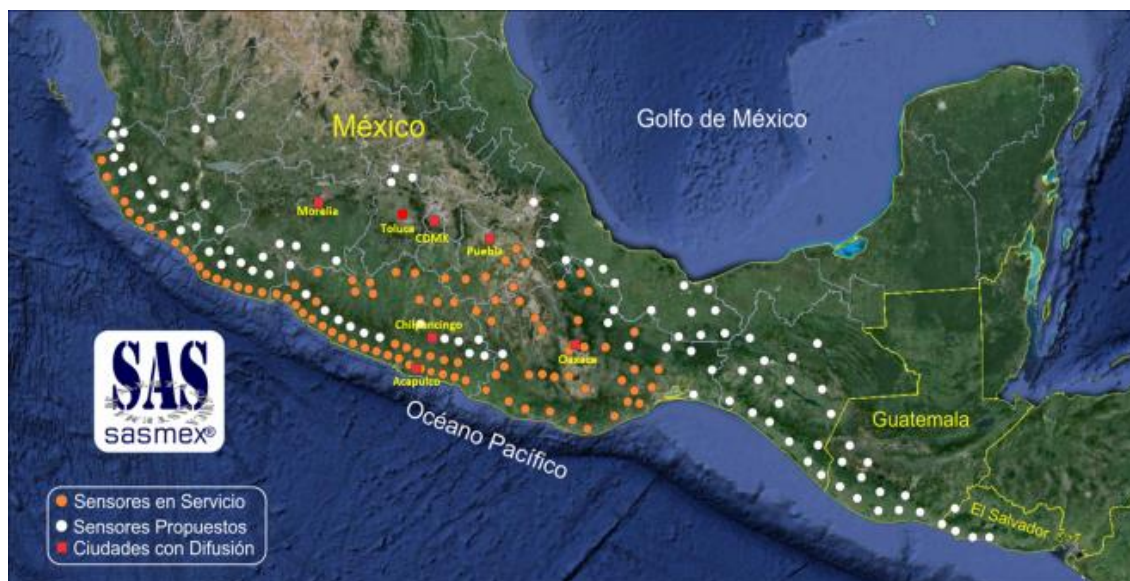 México
Golfo de México
Morelia
Toluca
CDMX
Puebla
Chilpancingo
Oaxaca
Acapulco
SAS
sasmex®
Océano Pacífico
Guatemala
El Salvador
Sensores en Servicio
Sensores Propuestos
Ciudades con Difusión